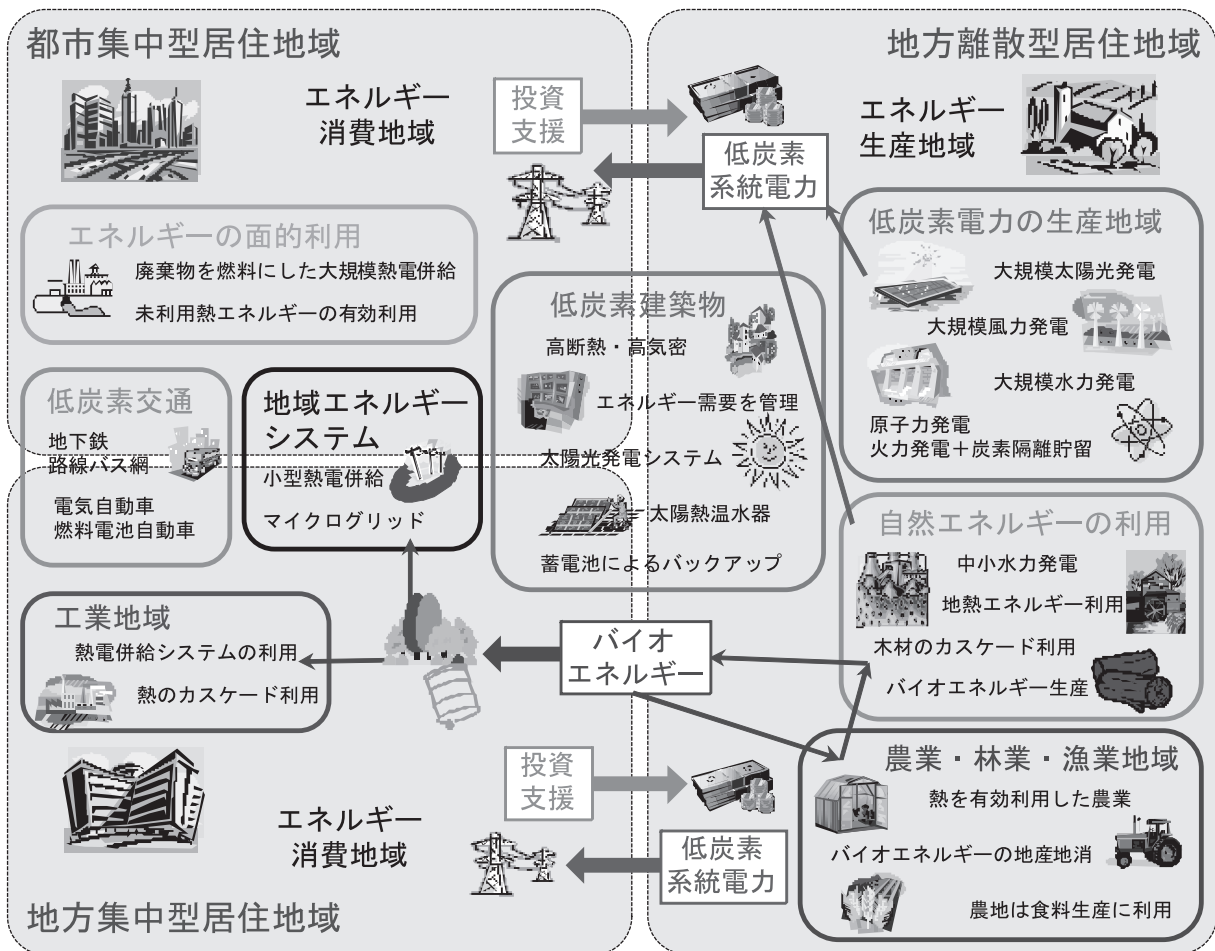 都市集中型居住地域
エネルギー
消費地域
投資
支援
地方離散型居住地域
エネルギー
生産地域
低炭素
系統電力
エネルギーの面的利用
廃棄物を燃料にした大規模熱電併給
未利用熱エネルギーの有効利用
低炭素電力の生産地域
大規模太陽光発電
大規模風力発電
大規模水力発電
原子力発電
火力発電+炭素隔離貯留
低炭素建築物
高断熱・高気密
エネルギー需要を管理
太陽光発電システム
太陽熱温水器
蓄電池によるバックアップ
低炭素交通
地下鉄
路線バス網
電気自動車
燃料電池自動車
地域エネルギー
システム
小型熱電併給
マイクログリッド
自然エネルギーの利用
中小水力発電
地熱エネルギー利用
木材のカスケード利用
バイオエネルギー生産
工業地域
熱電併給システムの利用
熱のカスケード利用
バイオ
エネルギー
農業・林業・漁業地域
熱を有効利用した農業
バイオエネルギーの地産地消
農地は食料生産に利用
エネルギー
消費地域
投資
支援
低炭素
系統電力
地方集中型居住地域